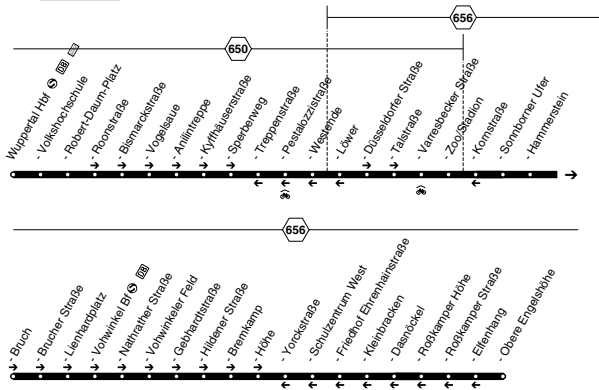 656
650
Wuppertal Hbf S DB
- Volkshochschule
- Robert-Daum-Platz
- Roonstraße
- Bismarckstraße
- Vogelsaue
- Anilintreppe
- Kyffhäuserstraße
- Sperberweg
- Treppenstraße
- Pestalozzistraße
- Westende
- Löwer
- Düsseldorfer Straße
- Talstraße
- Varresbecker Straße
- Zoo/Stadion
- Kornstraße
- Sonnborner Ufer
- Hammerstein
656
- Bruch
- Brucher Straße
- Lienhardplatz
- Vohwinkel Bf S DB
- Nathrather Straße
- Vohwinkeler Feld
- Gebhardtstraße
- Hildener Straße
- Bremkamp
- Höhe
- Yorckstraße
- Schulzentrum West
- Friedhof Ehrenhainstraße
- Kleinbracken
- Dasnöckel
- Roßkamper Höhe
- Roßkamper Straße
- Elfenhang
- Obere Engelshöhe